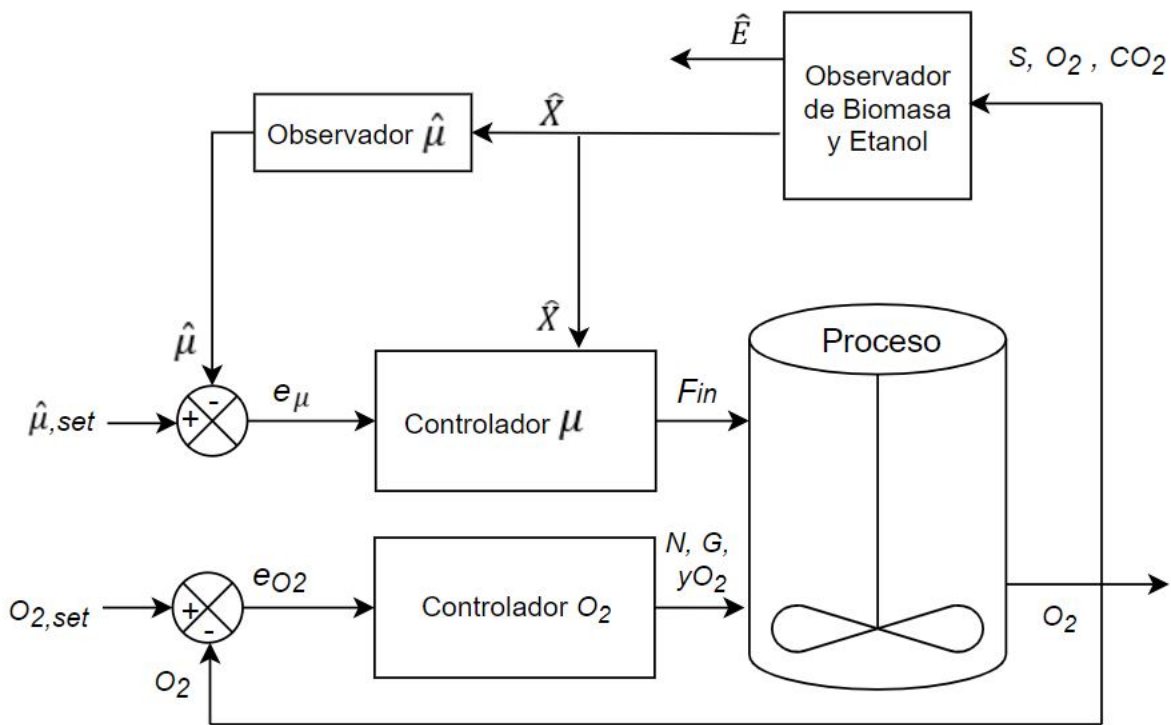 Ê
S, O₂ , CO₂
Observador
de Biomasa
y Etanol
Observador μ̂
X̂
μ̂
X̂
Proceso
μ̂,set
+
-
eμ
Controlador μ
Fin
N, G,
yO₂
O₂,set
+
-
eO2
Controlador O₂
O₂
O₂